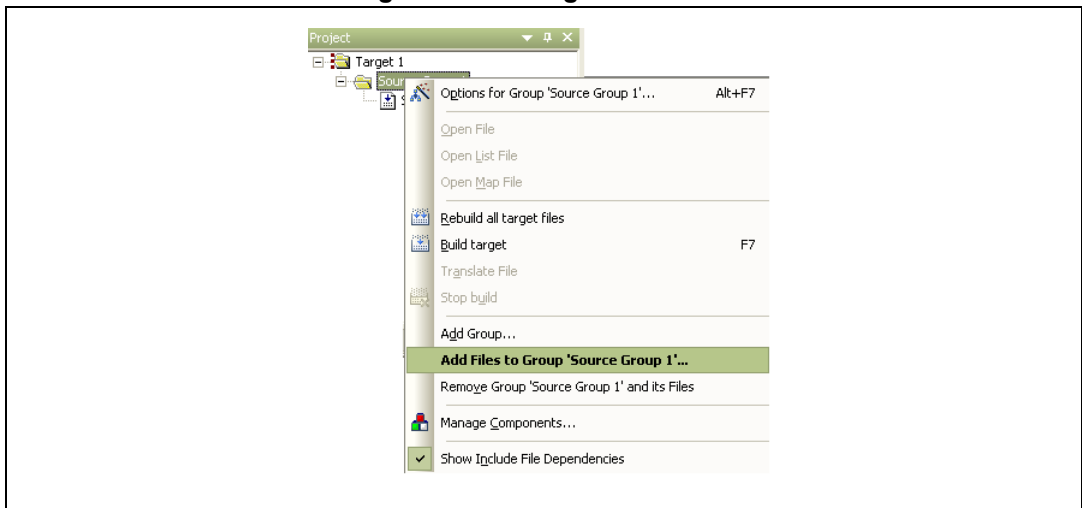 Project
Target 1
Options for Group 'Source Group 1'... Alt+F7
Open File
Open List File
Open Map File
Rebuild all target files
Build target F7
Translate File
Stop build
Add Group...
Add Files to Group 'Source Group 1'...
Remove Group 'Source Group 1' and its Files
Manage Components...
Show Include File Dependencies